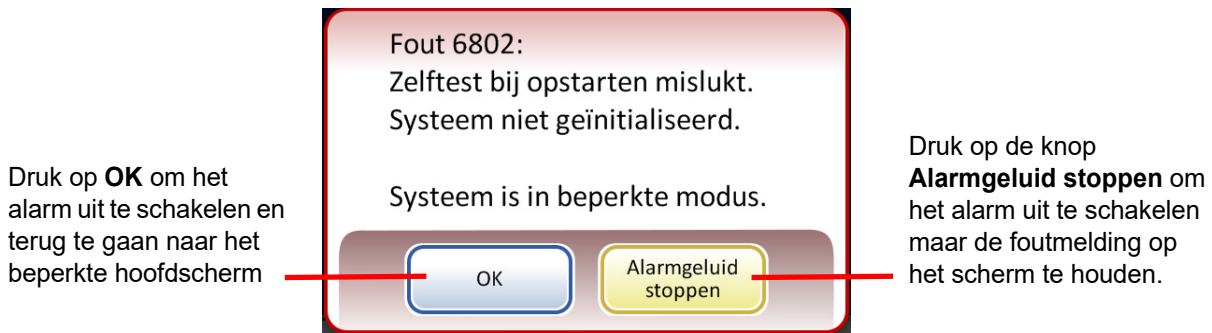 Fout 6802:
Zelftest bij opstarten mislukt.
Systeem niet geïnitialiseerd.
Systeem is in beperkte modus.
Druk op OK om het
alarm uit te schakelen en
terug te gaan naar het
beperkte hoofdscherm
OK
Alarmgeluid
stoppen
Druk op de knop
Alarmgeluid stoppen om
het alarm uit te schakelen
maar de foutmelding op
het scherm te houden.